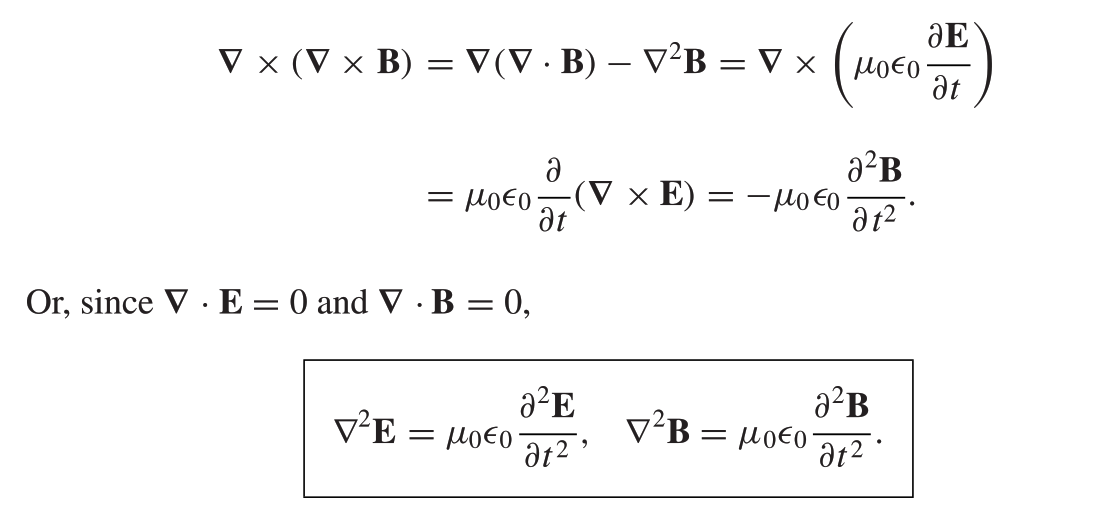 ∇ × (∇ × B) = ∇(∇ · B) − ∇²B = ∇ × (μ₀ϵ₀ ∂E/∂t)
= μ₀ϵ₀ ∂/∂t (∇ × E) = −μ₀ϵ₀ ∂²B/∂t².
Or, since ∇ · E = 0 and ∇ · B = 0,
∇²E = μ₀ϵ₀ ∂²E/∂t², ∇²B = μ₀ϵ₀ ∂²B/∂t².